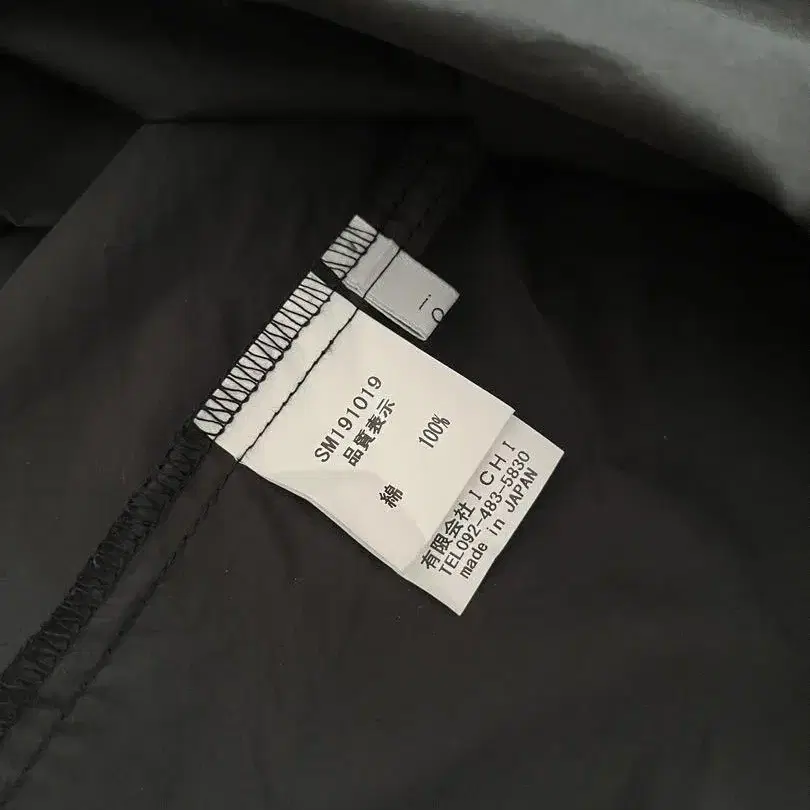 SM191019
品質表示
綿 100%
有限会社ICHI
TEL092-483-5830
made in JAPAN